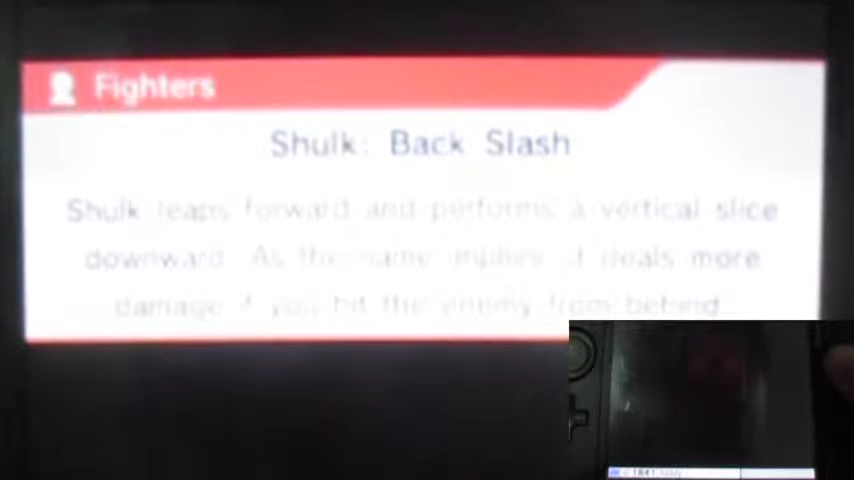 Fighters
Shulk: Back Slash
Shulk leaps forward and performs a vertical slice
downward. As the name implies, it deals more
damage if you hit the enemy from behind.